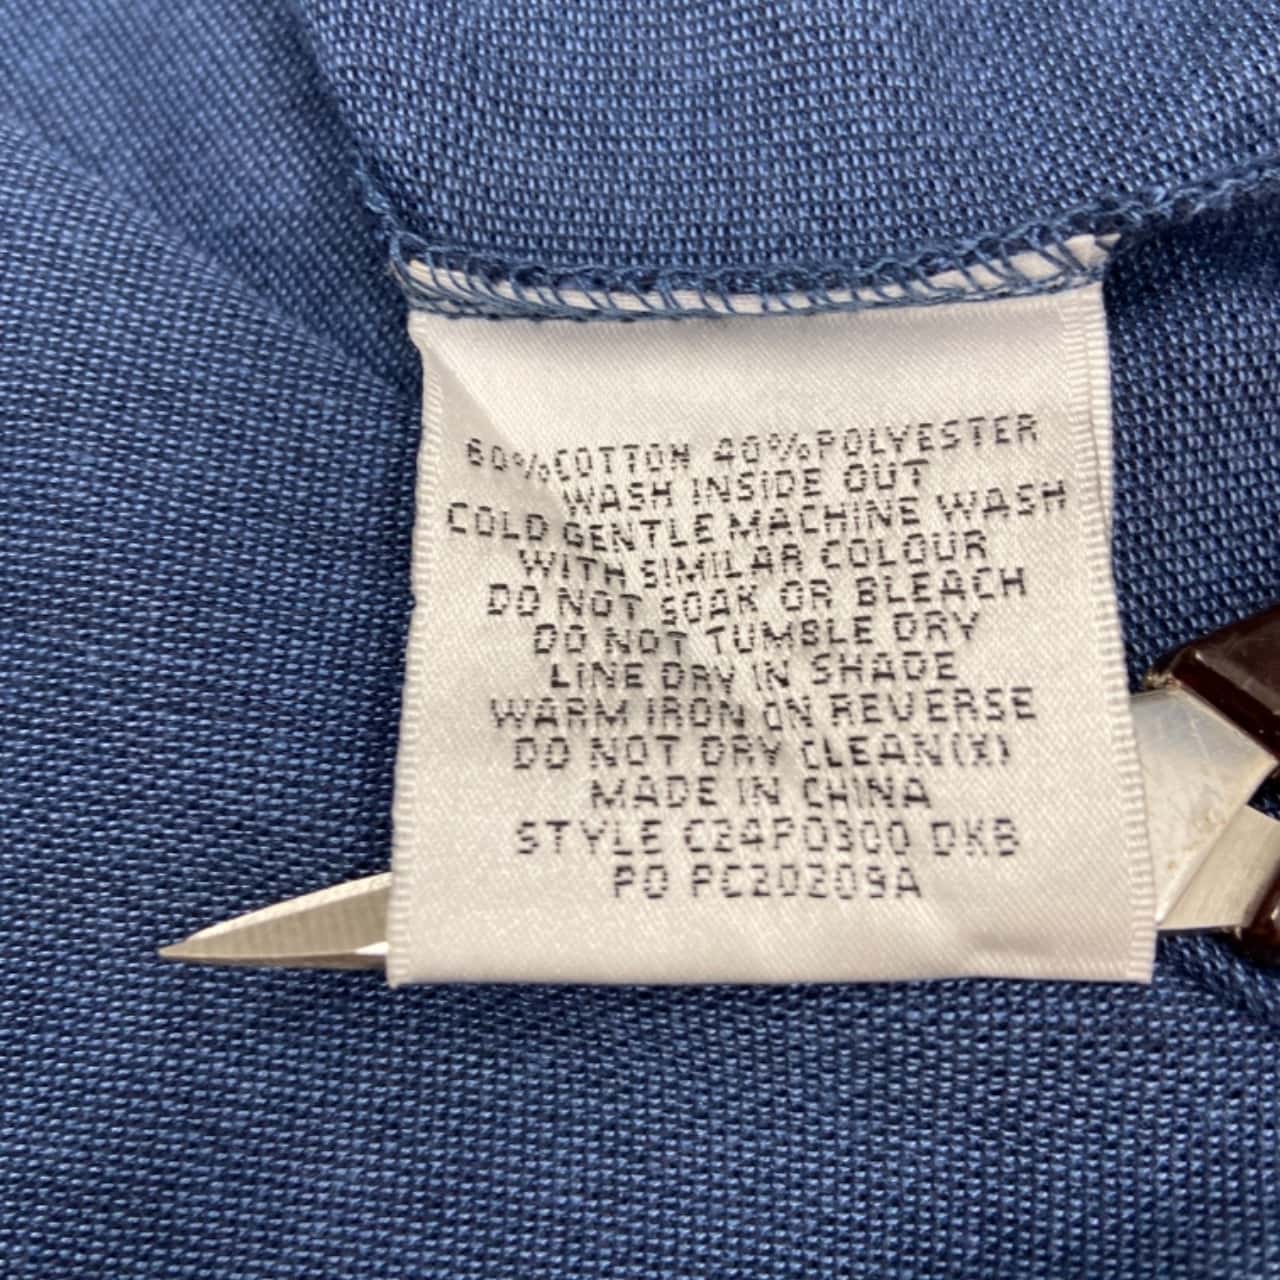 60%COTTON 40%POLYESTER
WASH INSIDE OUT
COLD GENTLE MACHINE WASH
WITH SIMILAR COLOUR
DO NOT SOAK OR BLEACH
DO NOT TUMBLE DRY
LINE DRY IN SHADE
WARM IRON ON REVERSE
DO NOT DRY CLEAN(X)
MADE IN CHINA
STYLE C24PO300 DKB
PO PC20209A